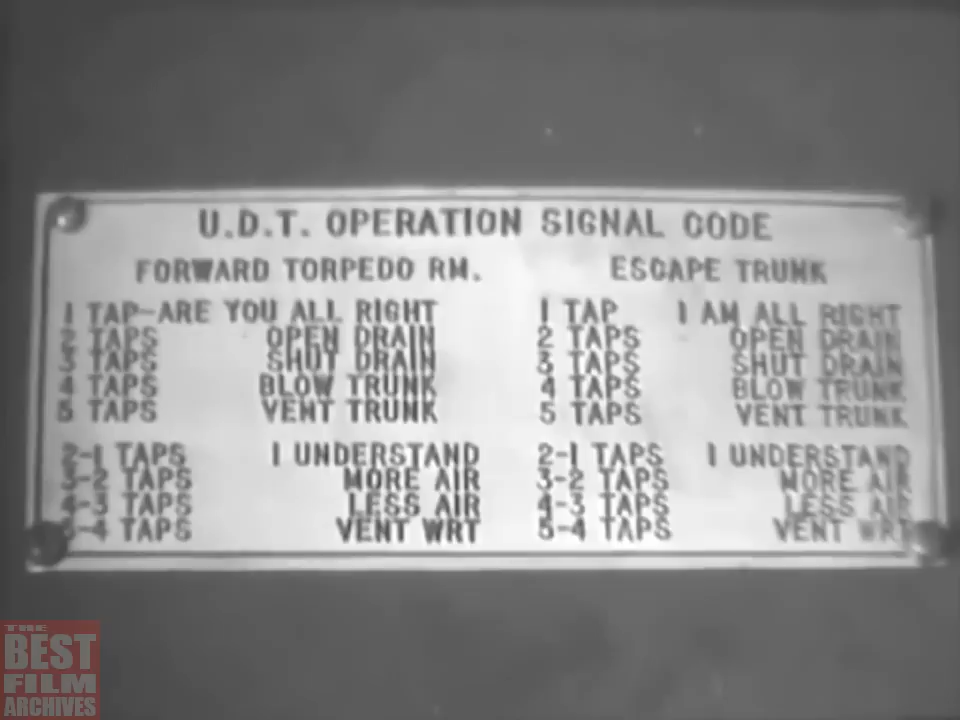 U.D.T. OPERATION SIGNAL CODE
FORWARD TORPEDO RM. ESCAPE TRUNK
1 TAP-ARE YOU ALL RIGHT 1 TAP I AM ALL RIGHT
2 TAPS OPEN DRAIN 2 TAPS OPEN DRAIN
3 TAPS SHUT DRAIN 3 TAPS SHUT DRAIN
4 TAPS BLOW TRUNK 4 TAPS BLOW TRUNK
5 TAPS VENT TRUNK 5 TAPS VENT TRUNK
2-1 TAPS I UNDERSTAND 2-1 TAPS I UNDERSTAND
3-2 TAPS MORE AIR 3-2 TAPS MORE AIR
4-3 TAPS LESS AIR 4-3 TAPS LESS AIR
5-4 TAPS VENT WRT 5-4 TAPS VENT WRT
THE
BEST
FILM
ARCHIVES